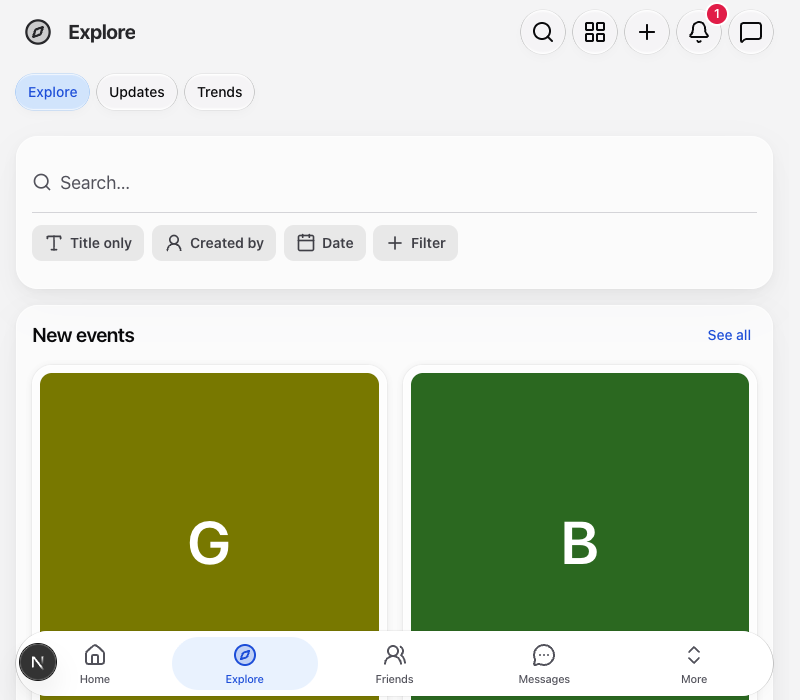 Explore
1
Explore Updates Trends
Search...
Title only Created by Date Filter
New events See all
G B
N
Home Explore Friends Messages More